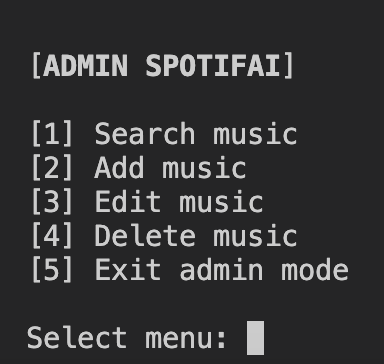 [ADMIN SPOTIFAI]
[1] Search music
[2] Add music
[3] Edit music
[4] Delete music
[5] Exit admin mode
Select menu: